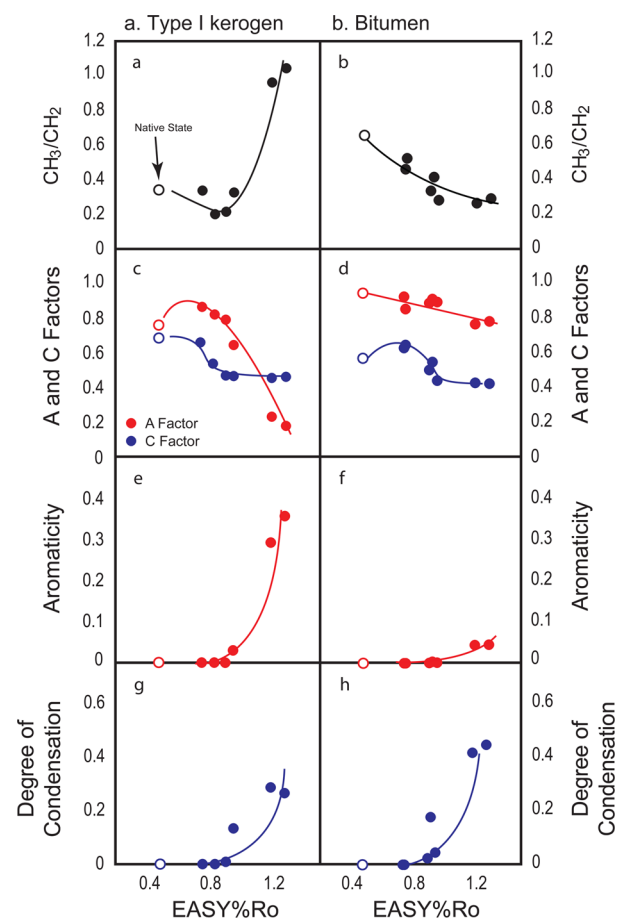 a. Type I kerogen
b. Bitumen
1.2
1.0
0.8
0.6
0.4
0.2
0
CH3/CH2
a
Native State
b
1.2
1.0
0.8
0.6
0.4
0.2
0
CH3/CH2
1.0
0.8
0.6
0.4
0.2
0
A and C Factors
c
A Factor
C Factor
d
1.0
0.8
0.6
0.4
0.2
0
A and C Factors
0.4
0.3
0.2
0.1
0
Aromaticity
e
f
0.4
0.3
0.2
0.1
0
Aromaticity
0.6
0.4
0.2
0
Degree of
Condensation
g
h
0.6
0.4
0.2
0
Degree of
Condensation
0.4
0.8
1.2
0.4
0.8
1.2
EASY%Ro
EASY%Ro